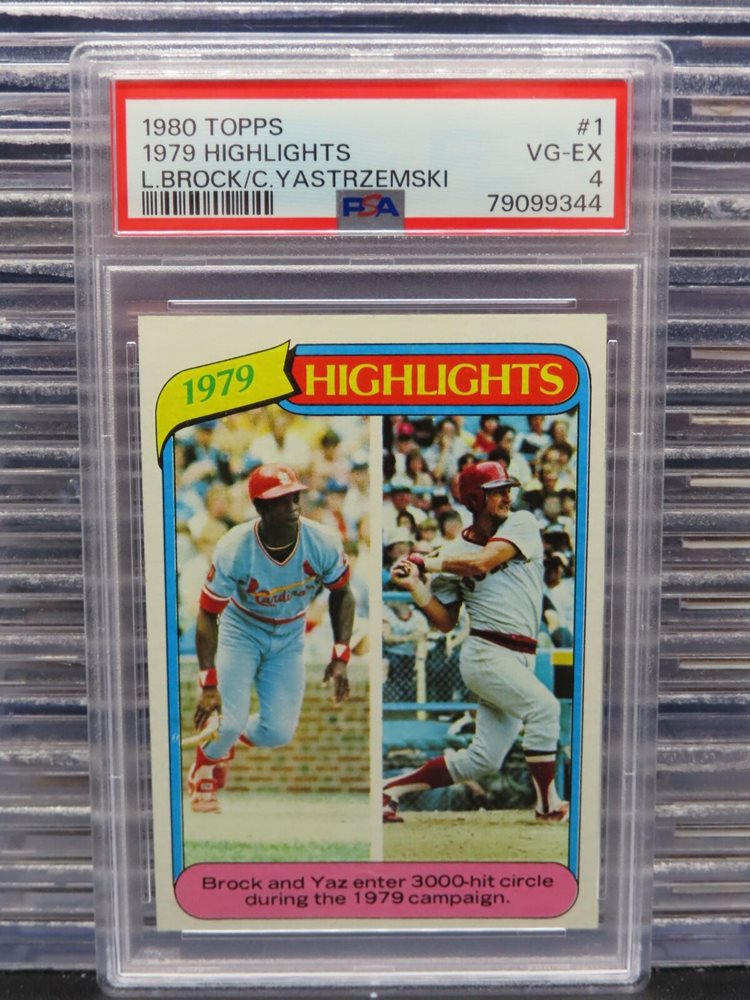 1980 TOPPS #1
1979 HIGHLIGHTS VG-EX
L.BROCK/C.YASTRZEMSKI 4
PSA 79099344
1979 HIGHLIGHTS
Cardinals
Brock and Yaz enter 3000-hit circle
during the 1979 campaign.